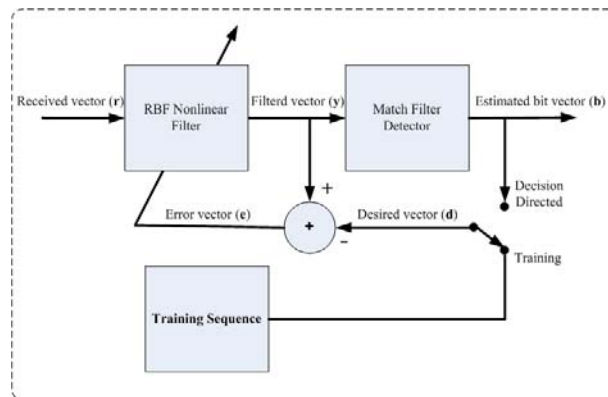 Received vector (r)
RBF Nonlinear
Filter
Filterd vector (y)
Match Filter
Detector
Estimated bit vector (b)
+
Decision
Directed
Error vector (e)
+
Desired vector (d)
−
Training
Training Sequence